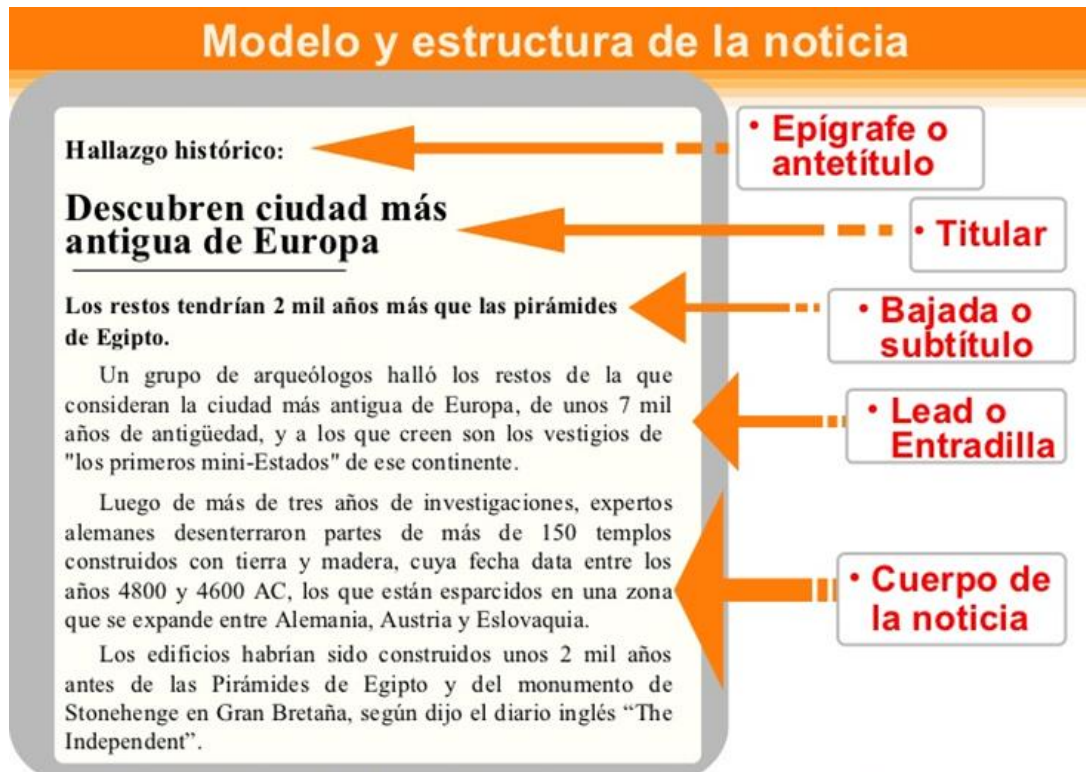 Modelo y estructura de la noticia
Hallazgo histórico:
• Epígrafe o
antetítulo
Descubren ciudad más
antigua de Europa
• Titular
Los restos tendrían 2 mil años más que las pirámides
de Egipto.
• Bajada o
subtítulo
Un grupo de arqueólogos halló los restos de la que
consideran la ciudad más antigua de Europa, de unos 7 mil
años de antigüedad, y a los que creen son los vestigios de
"los primeros mini-Estados" de ese continente.
• Lead o
Entradilla
Luego de más de tres años de investigaciones, expertos
alemanes desenterraron partes de más de 150 templos
construidos con tierra y madera, cuya fecha data entre los
años 4800 y 4600 AC, los que están esparcidos en una zona
que se expande entre Alemania, Austria y Eslovaquia.
Los edificios habrían sido construidos unos 2 mil años
antes de las Pirámides de Egipto y del monumento de
Stonehenge en Gran Bretaña, según dijo el diario inglés “The
Independent”.
• Cuerpo de
la noticia